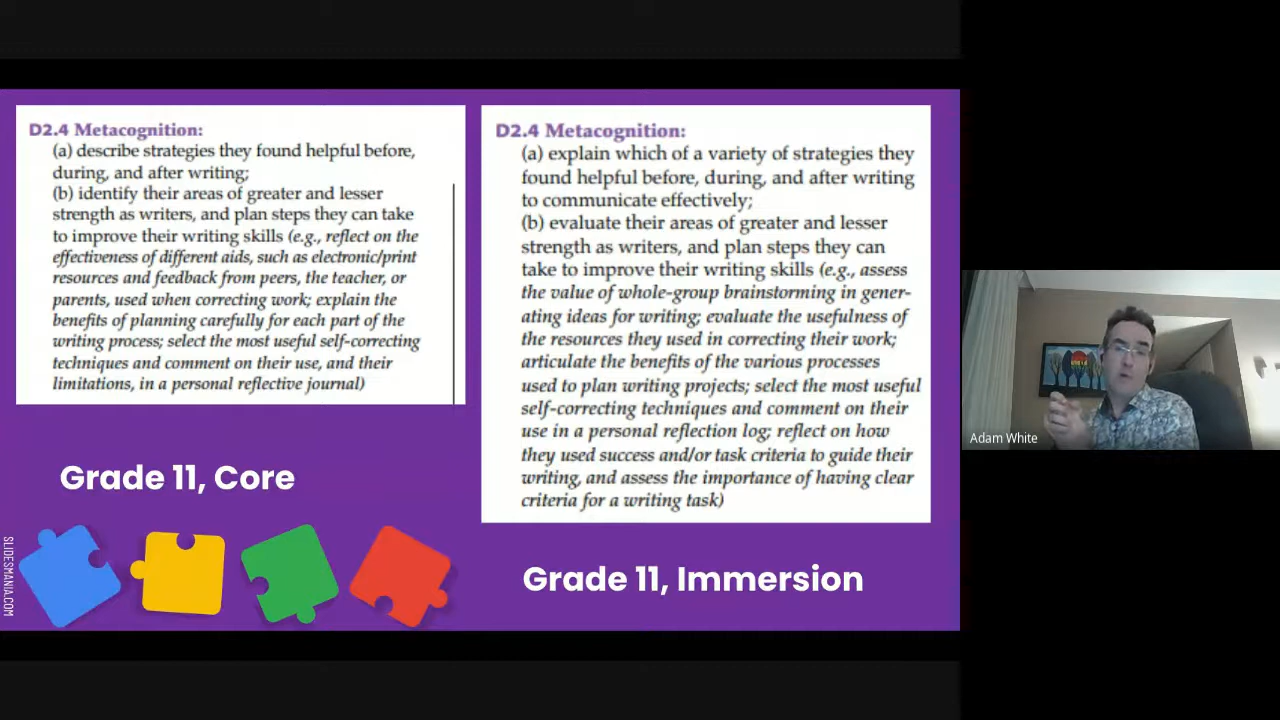 D2.4 Metacognition:
(a) describe strategies they found helpful before,
during, and after writing;
(b) identify their areas of greater and lesser
strength as writers, and plan steps they can take
to improve their writing skills (e.g., reflect on the
effectiveness of different aids, such as electronic/print
resources and feedback from peers, the teacher, or
parents, used when correcting work; explain the
benefits of planning carefully for each part of the
writing process; select the most useful self-correcting
techniques and comment on their use, and their
limitations, in a personal reflective journal)
Grade 11, Core
D2.4 Metacognition:
(a) explain which of a variety of strategies they
found helpful before, during, and after writing
to communicate effectively;
(b) evaluate their areas of greater and lesser
strength as writers, and plan steps they can
take to improve their writing skills (e.g., assess
the value of whole-group brainstorming in gener-
ating ideas for writing; evaluate the usefulness of
the resources they used in correcting their work;
articulate the benefits of the various processes
used to plan writing projects; select the most useful
self-correcting techniques and comment on their
use in a personal reflection log; reflect on how
they used success and/or task criteria to guide their
writing, and assess the importance of having clear
criteria for a writing task)
Grade 11, Immersion
SLIDESMANIA.COM
Adam White